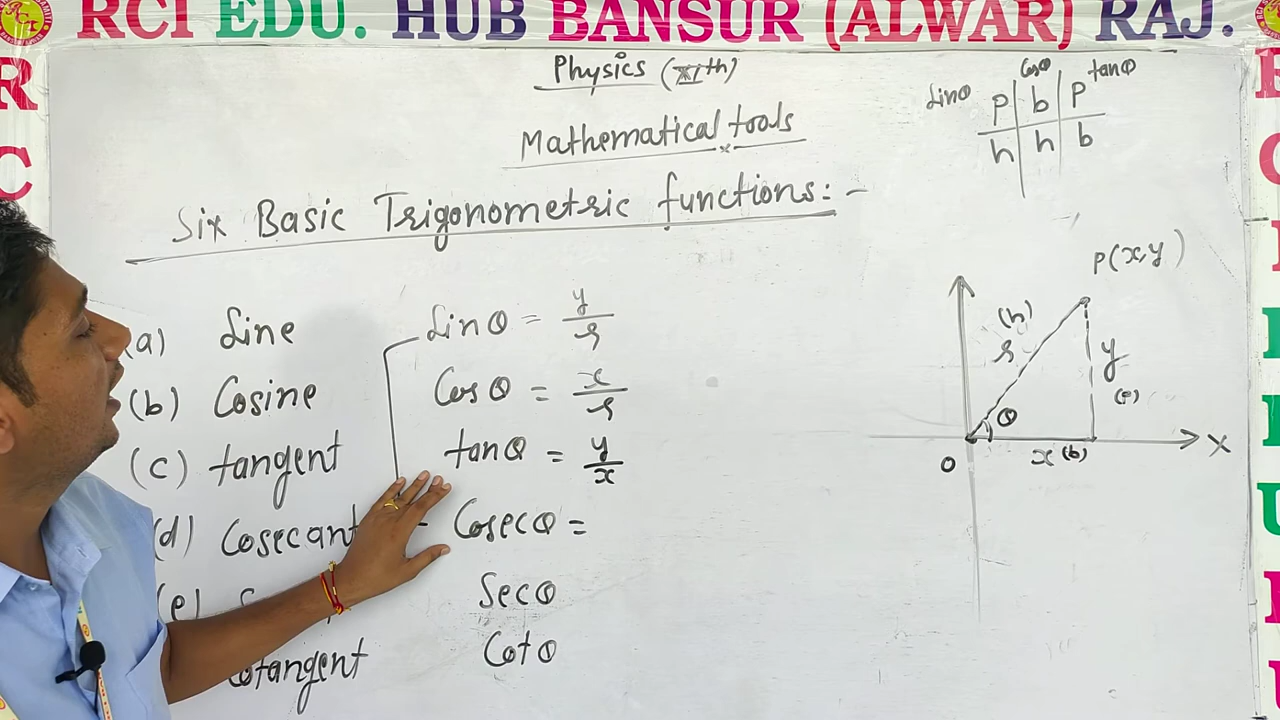 RCI EDU. HUB BANSUR (ALWAR) RAJ.
Physics (XIth)
Mathematical tools
sinθ cosθ tanθ
p b p
h h b
Six Basic Trigonometric functions:-
(a) Sine sinθ = y/r
(b) Cosine Cosθ = x/r
(c) tangent tanθ = y/x
(d) Cosecant - Cosecθ =
(e) Secθ
Cotangent Cotθ
P(x,y)
(h)
r
y
(p)
θ
O
x (b)
X
R
C